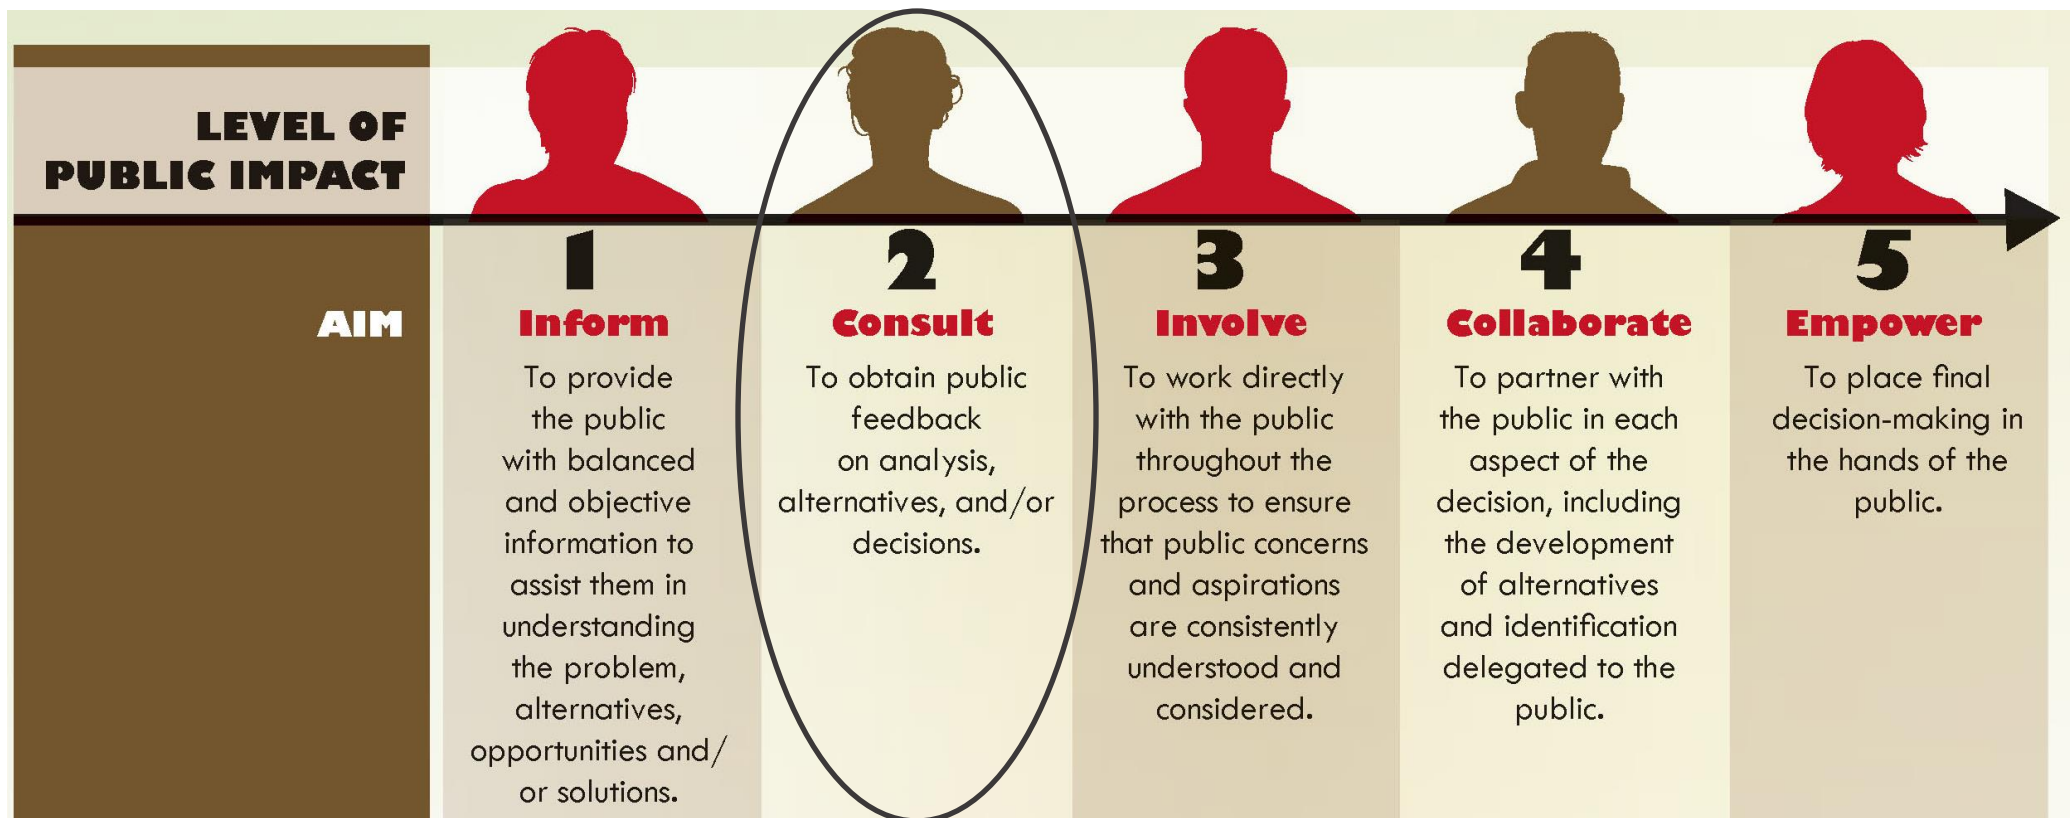 LEVEL OF
PUBLIC IMPACT
AIM
1
Inform
To provide
the public
with balanced
and objective
information to
assist them in
understanding
the problem,
alternatives,
opportunities and/
or solutions.
2
Consult
To obtain public
feedback
on analysis,
alternatives, and/or
decisions.
3
Involve
To work directly
with the public
throughout the
process to ensure
that public concerns
and aspirations
are consistently
understood and
considered.
4
Collaborate
To partner with
the public in each
aspect of the
decision, including
the development
of alternatives
and identification
delegated to the
public.
5
Empower
To place final
decision-making in
the hands of the
public.